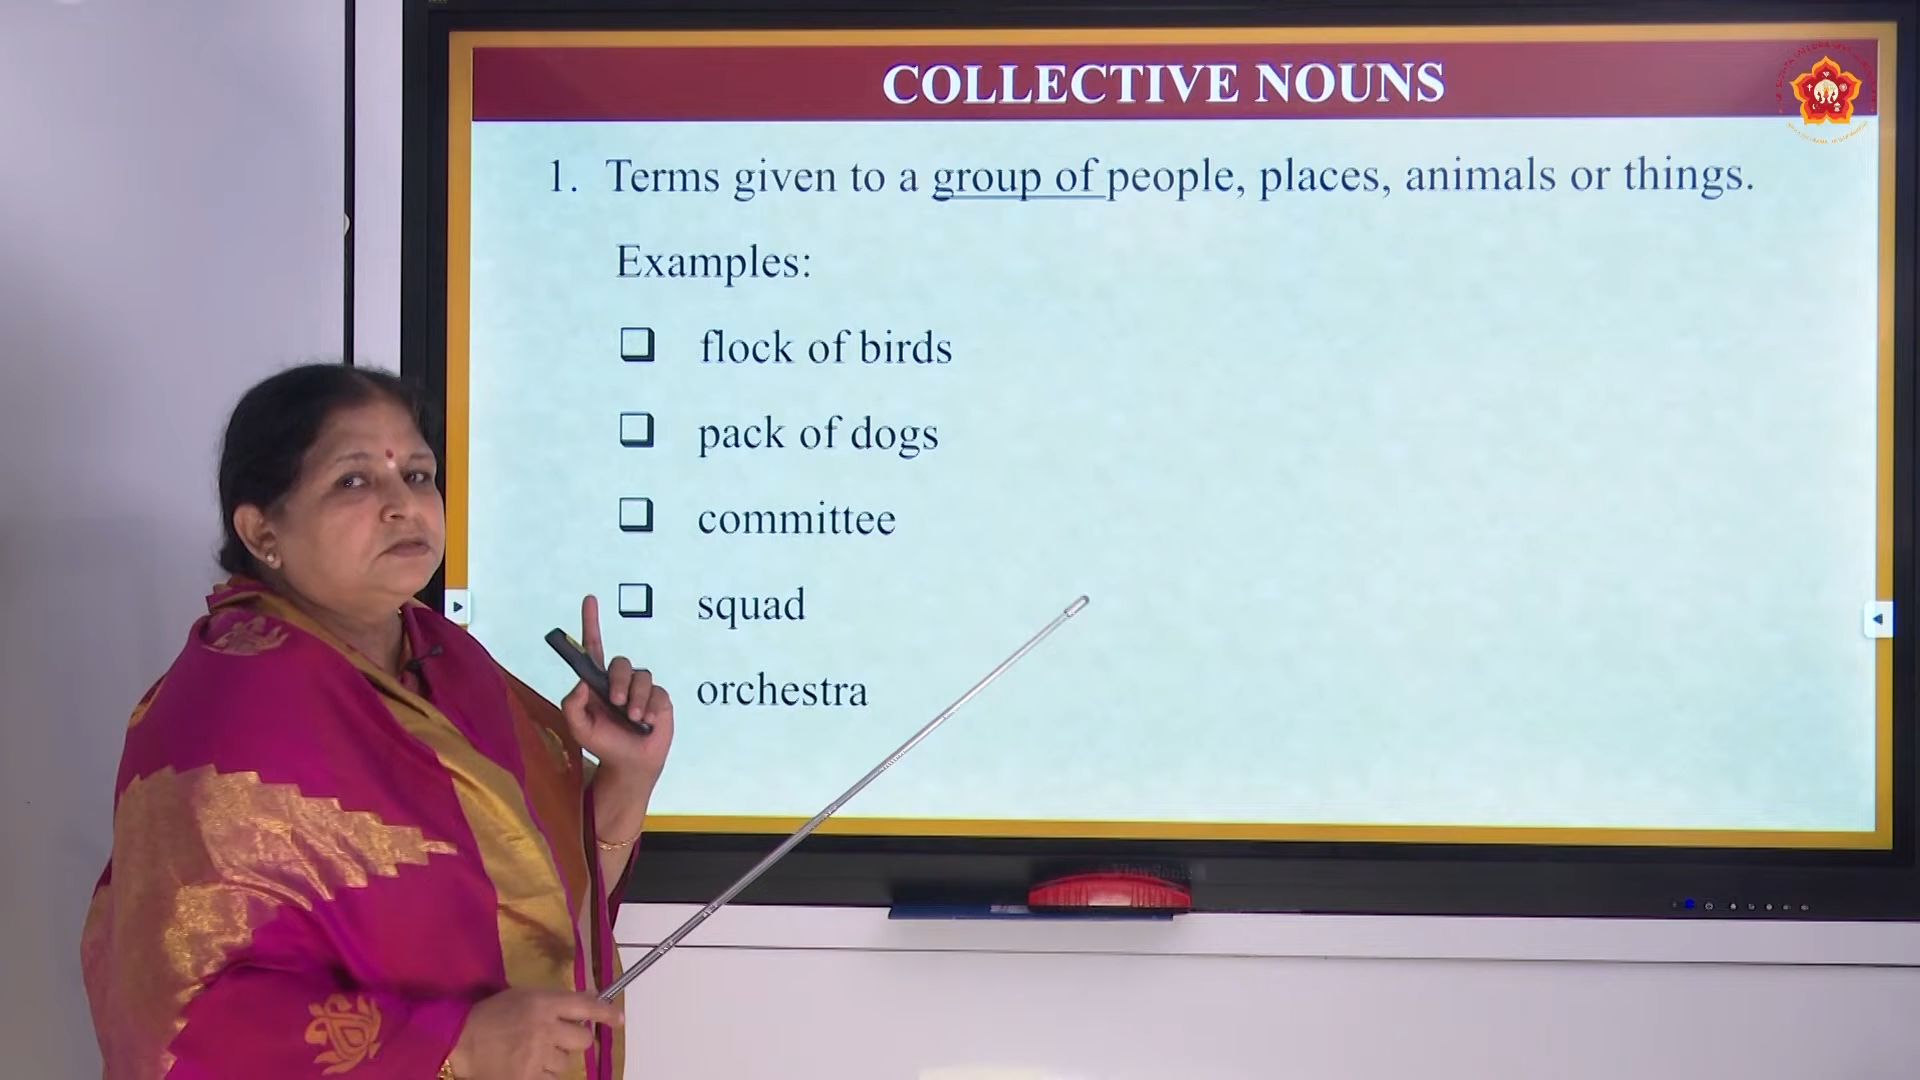 COLLECTIVE NOUNS
1. Terms given to a group of people, places, animals or things.
Examples:
flock of birds
pack of dogs
committee
squad
orchestra
ViewSonic